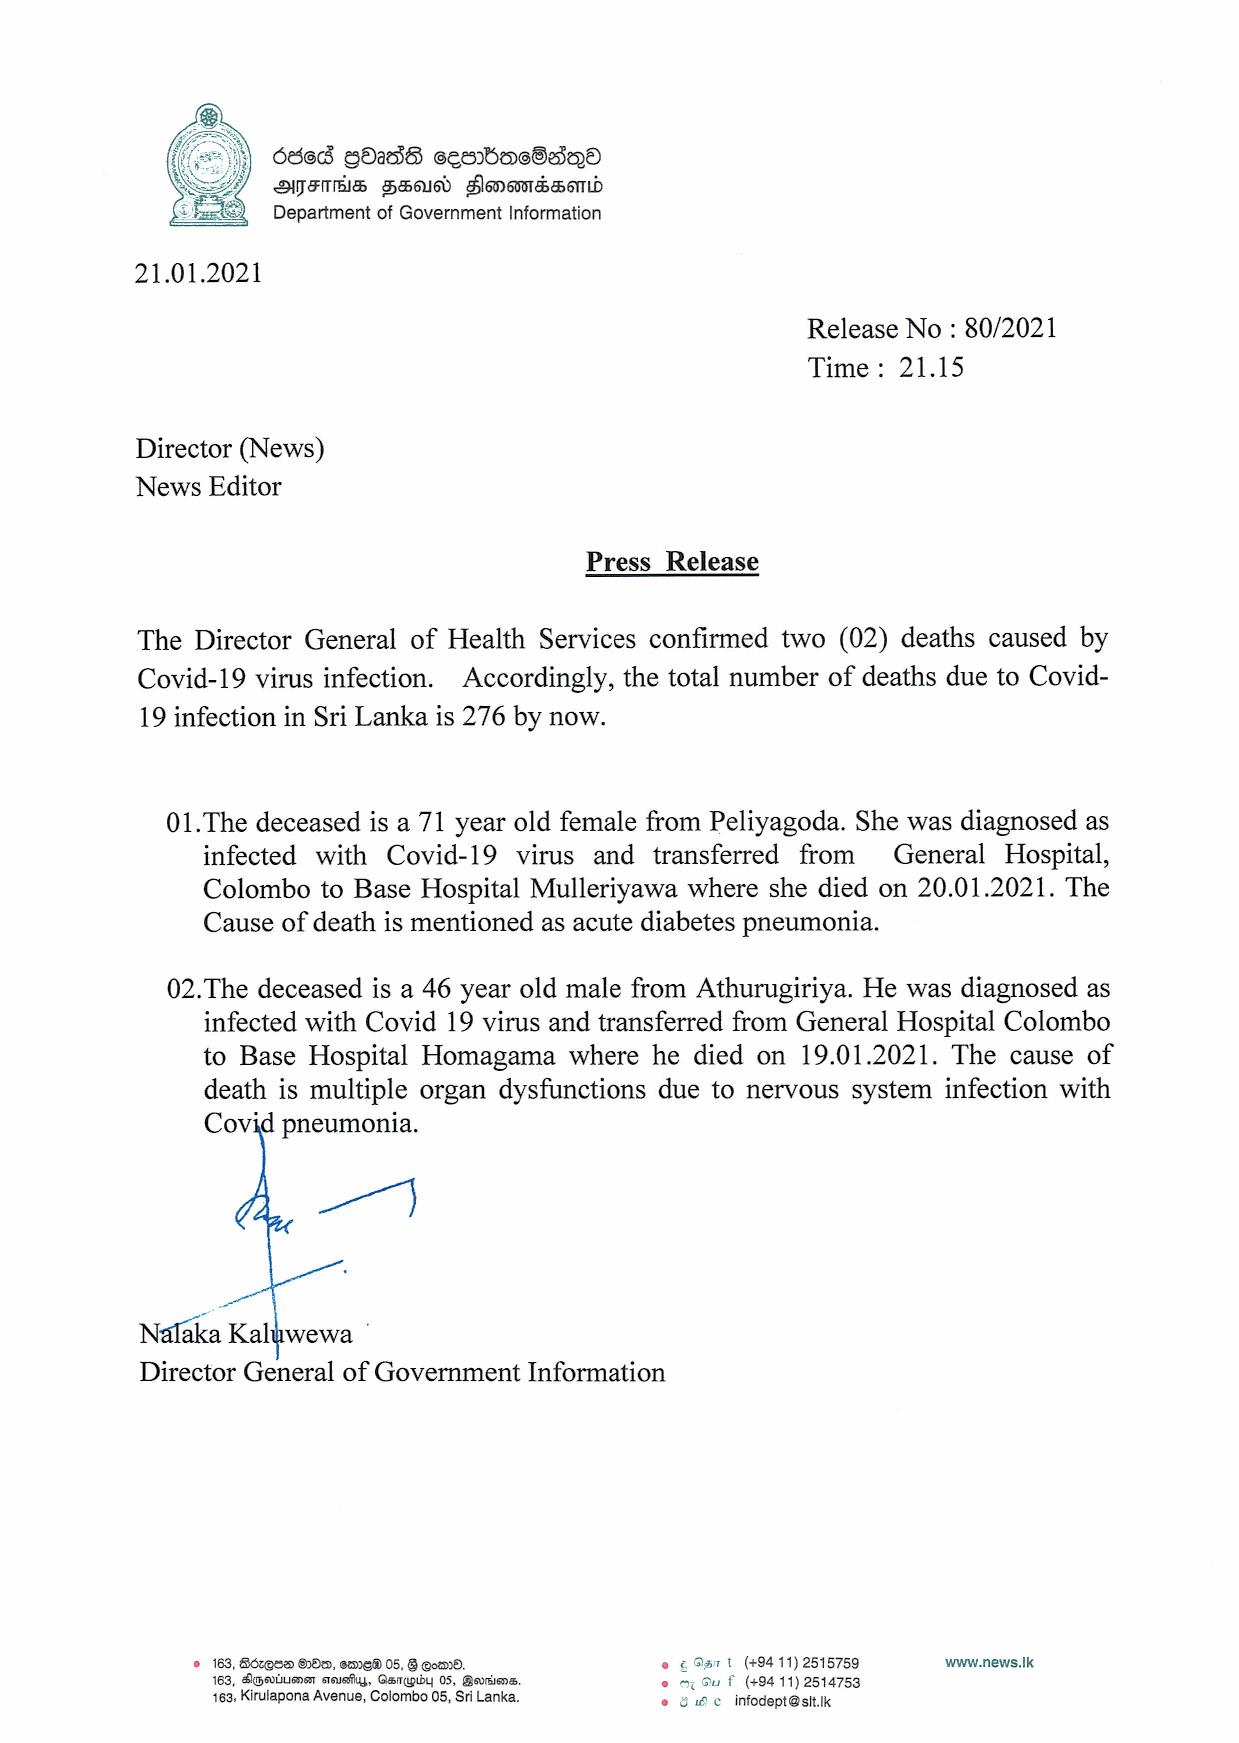 රජයේ ප්‍රවෘත්ති දෙපාර්තමේන්තුව
அரசாங்க தகவல் திணைக்களம்
Department of Government Information
21.01.2021
Release No : 80/2021
Time : 21.15
Director (News)
News Editor
Press Release
The Director General of Health Services confirmed two (02) deaths caused by
Covid-19 virus infection. Accordingly, the total number of deaths due to Covid-
19 infection in Sri Lanka is 276 by now.
01.The deceased is a 71 year old female from Peliyagoda. She was diagnosed as
infected with Covid-19 virus and transferred from General Hospital,
Colombo to Base Hospital Mulleriyawa where she died on 20.01.2021. The
Cause of death is mentioned as acute diabetes pneumonia.
02.The deceased is a 46 year old male from Athurugiriya. He was diagnosed as
infected with Covid 19 virus and transferred from General Hospital Colombo
to Base Hospital Homagama where he died on 19.01.2021. The cause of
death is multiple organ dysfunctions due to nervous system infection with
Covid pneumonia.
Nalaka Kaluwewa
Director General of Government Information
163, කිරුලපන මාවත, කොළඹ 05, ශ්‍රී ලංකාව.
163, கிருலப்பனை எவனியூ, கொழும்பு 05, இலங்கை.
163, Kirulapona Avenue, Colombo 05, Sri Lanka.
දු தொ t (+94 11) 2515759
ෆැ பெ f (+94 11) 2514753
ඊ மி e infodept@slt.lk
www.news.lk